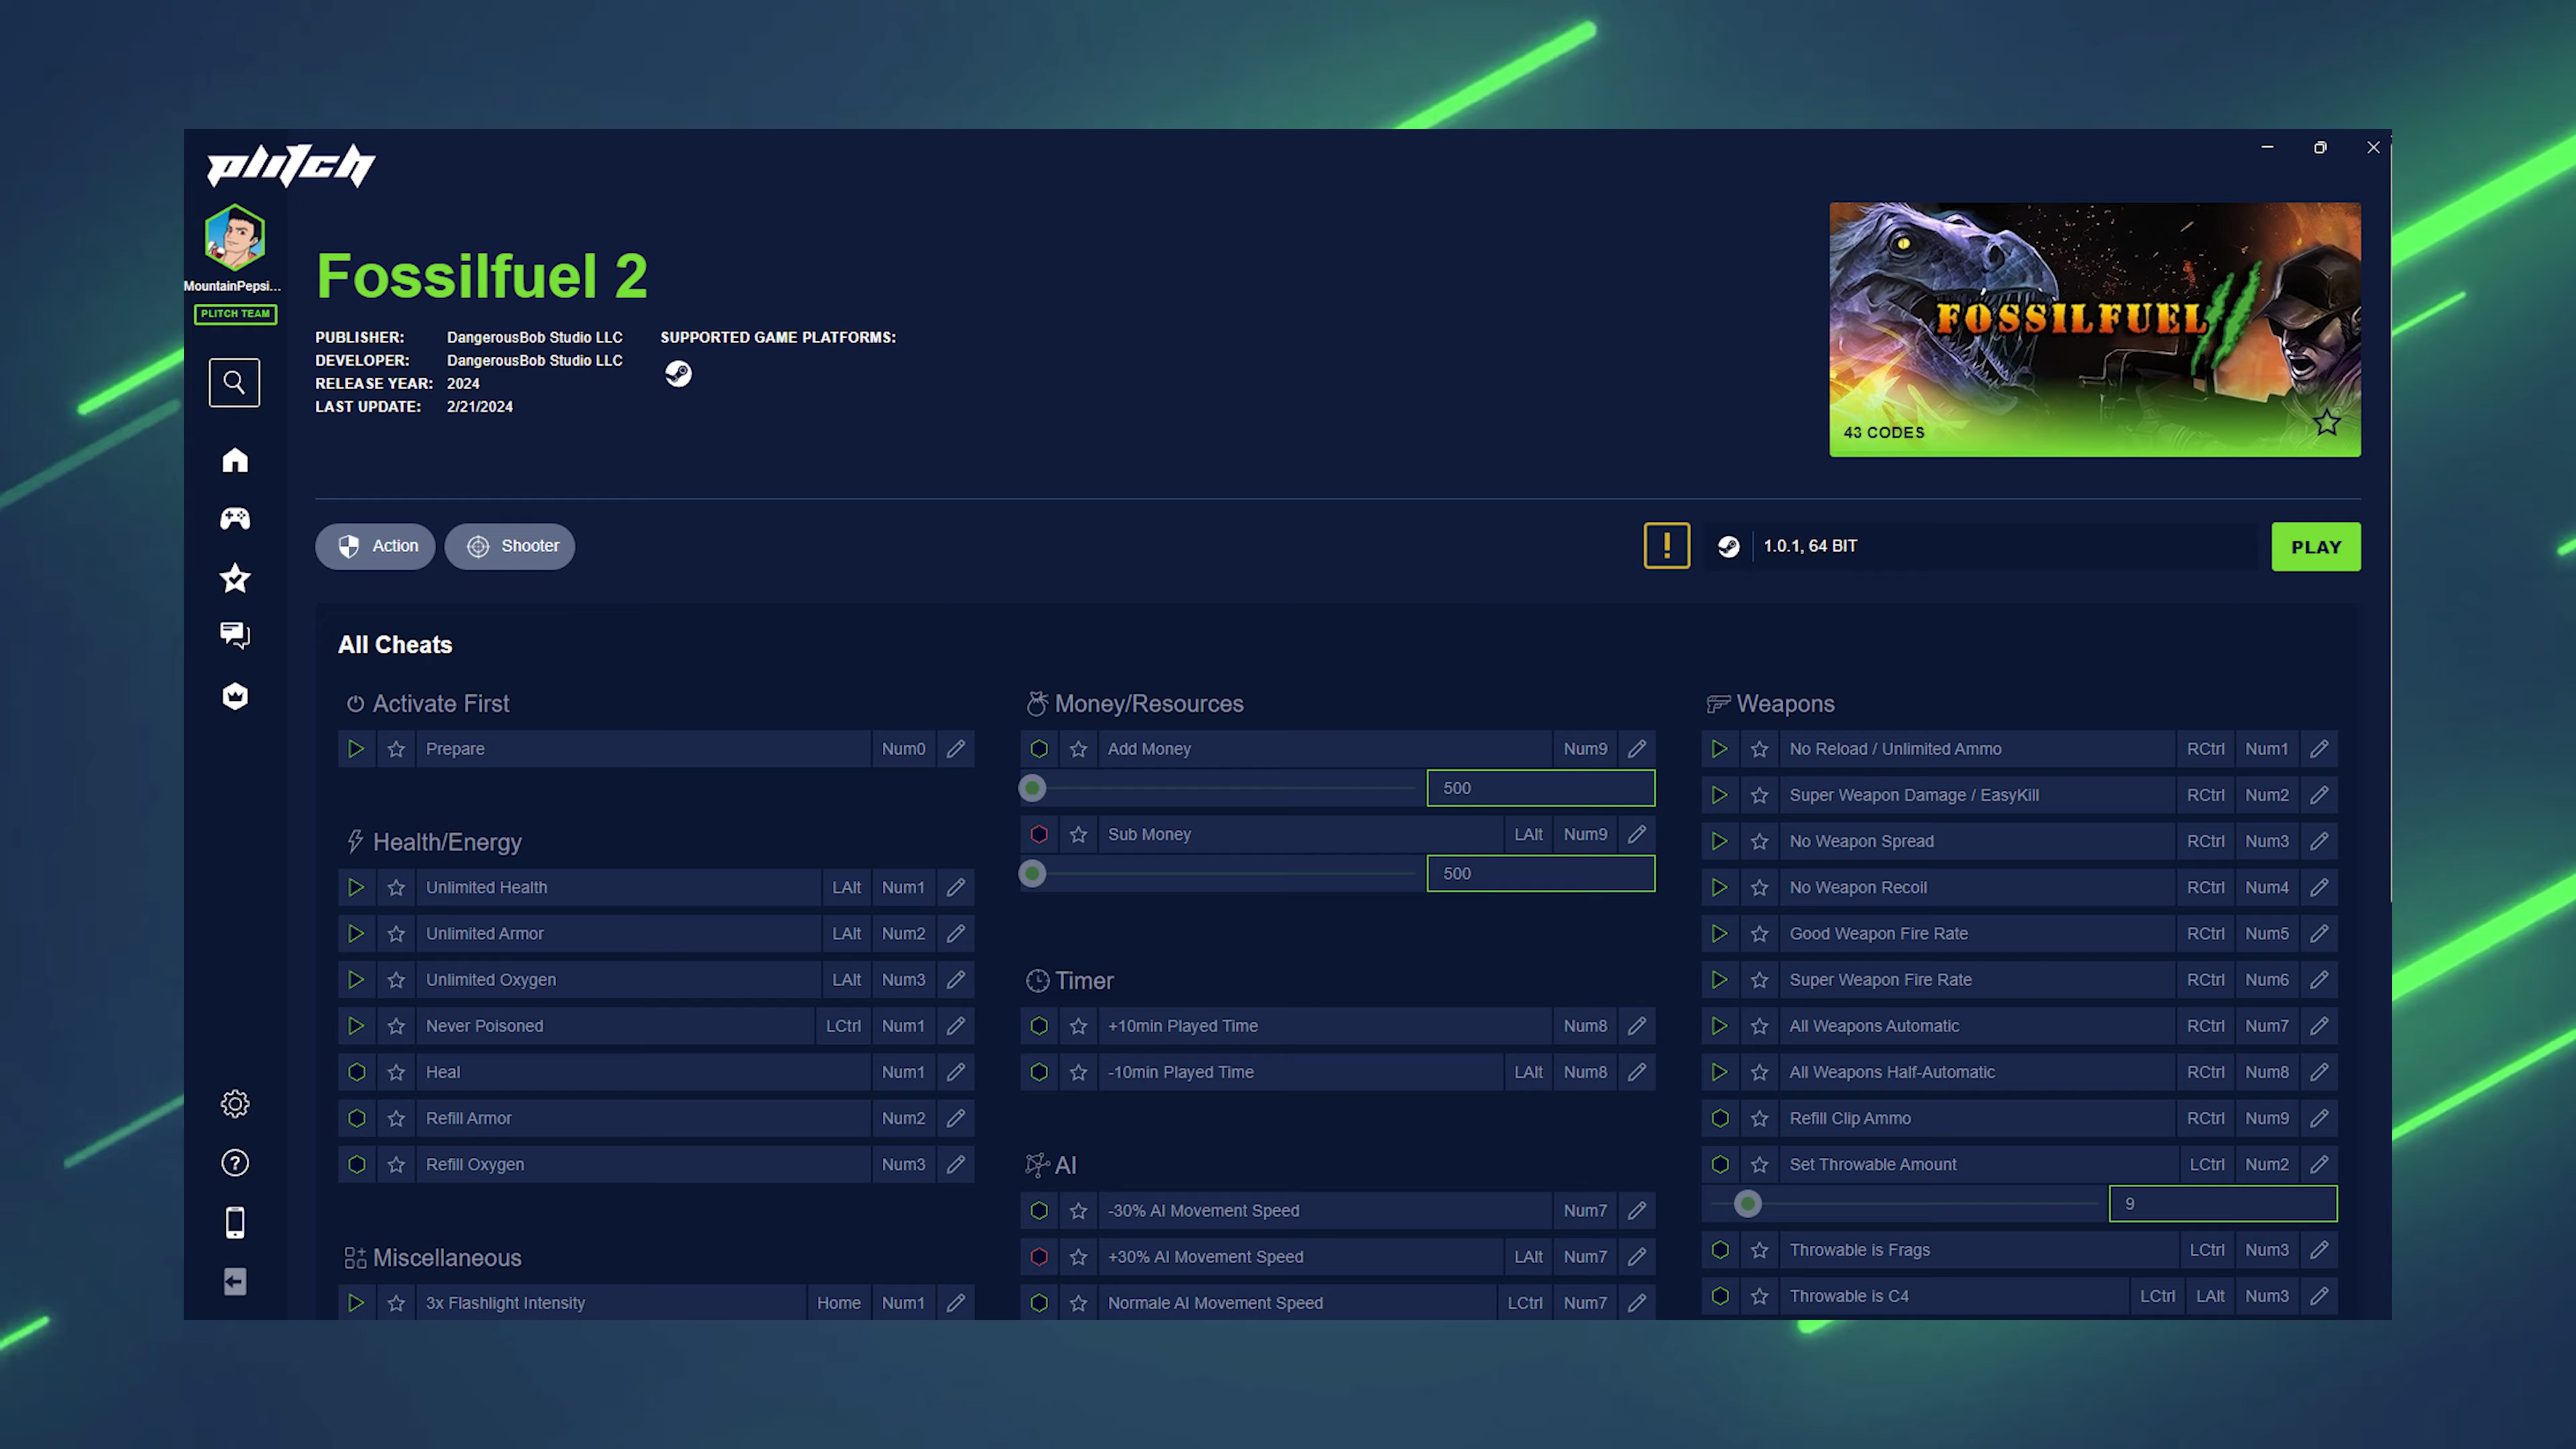 plitch
MountainPepsi...
PLITCH TEAM
Fossilfuel 2
PUBLISHER: DangerousBob Studio LLC
DEVELOPER: DangerousBob Studio LLC
RELEASE YEAR: 2024
LAST UPDATE: 2/21/2024
SUPPORTED GAME PLATFORMS:
FOSSILFUEL II
43 CODES
Action
Shooter
!
1.0.1, 64 BIT
PLAY
All Cheats
Activate First
Prepare Num0
Health/Energy
Unlimited Health LAlt Num1
Unlimited Armor LAlt Num2
Unlimited Oxygen LAlt Num3
Never Poisoned LCtrl Num1
Heal Num1
Refill Armor Num2
Refill Oxygen Num3
Miscellaneous
3x Flashlight Intensity Home Num1
Money/Resources
Add Money Num9
500
Sub Money LAlt Num9
500
Timer
+10min Played Time Num8
-10min Played Time LAlt Num8
AI
-30% AI Movement Speed Num7
+30% AI Movement Speed LAlt Num7
Normale AI Movement Speed LCtrl Num7
Weapons
No Reload / Unlimited Ammo RCtrl Num1
Super Weapon Damage / EasyKill RCtrl Num2
No Weapon Spread RCtrl Num3
No Weapon Recoil RCtrl Num4
Good Weapon Fire Rate RCtrl Num5
Super Weapon Fire Rate RCtrl Num6
All Weapons Automatic RCtrl Num7
All Weapons Half-Automatic RCtrl Num8
Refill Clip Ammo RCtrl Num9
Set Throwable Amount LCtrl Num2
9
Throwable is Frags LCtrl Num3
Throwable is C4 LCtrl LAlt Num3